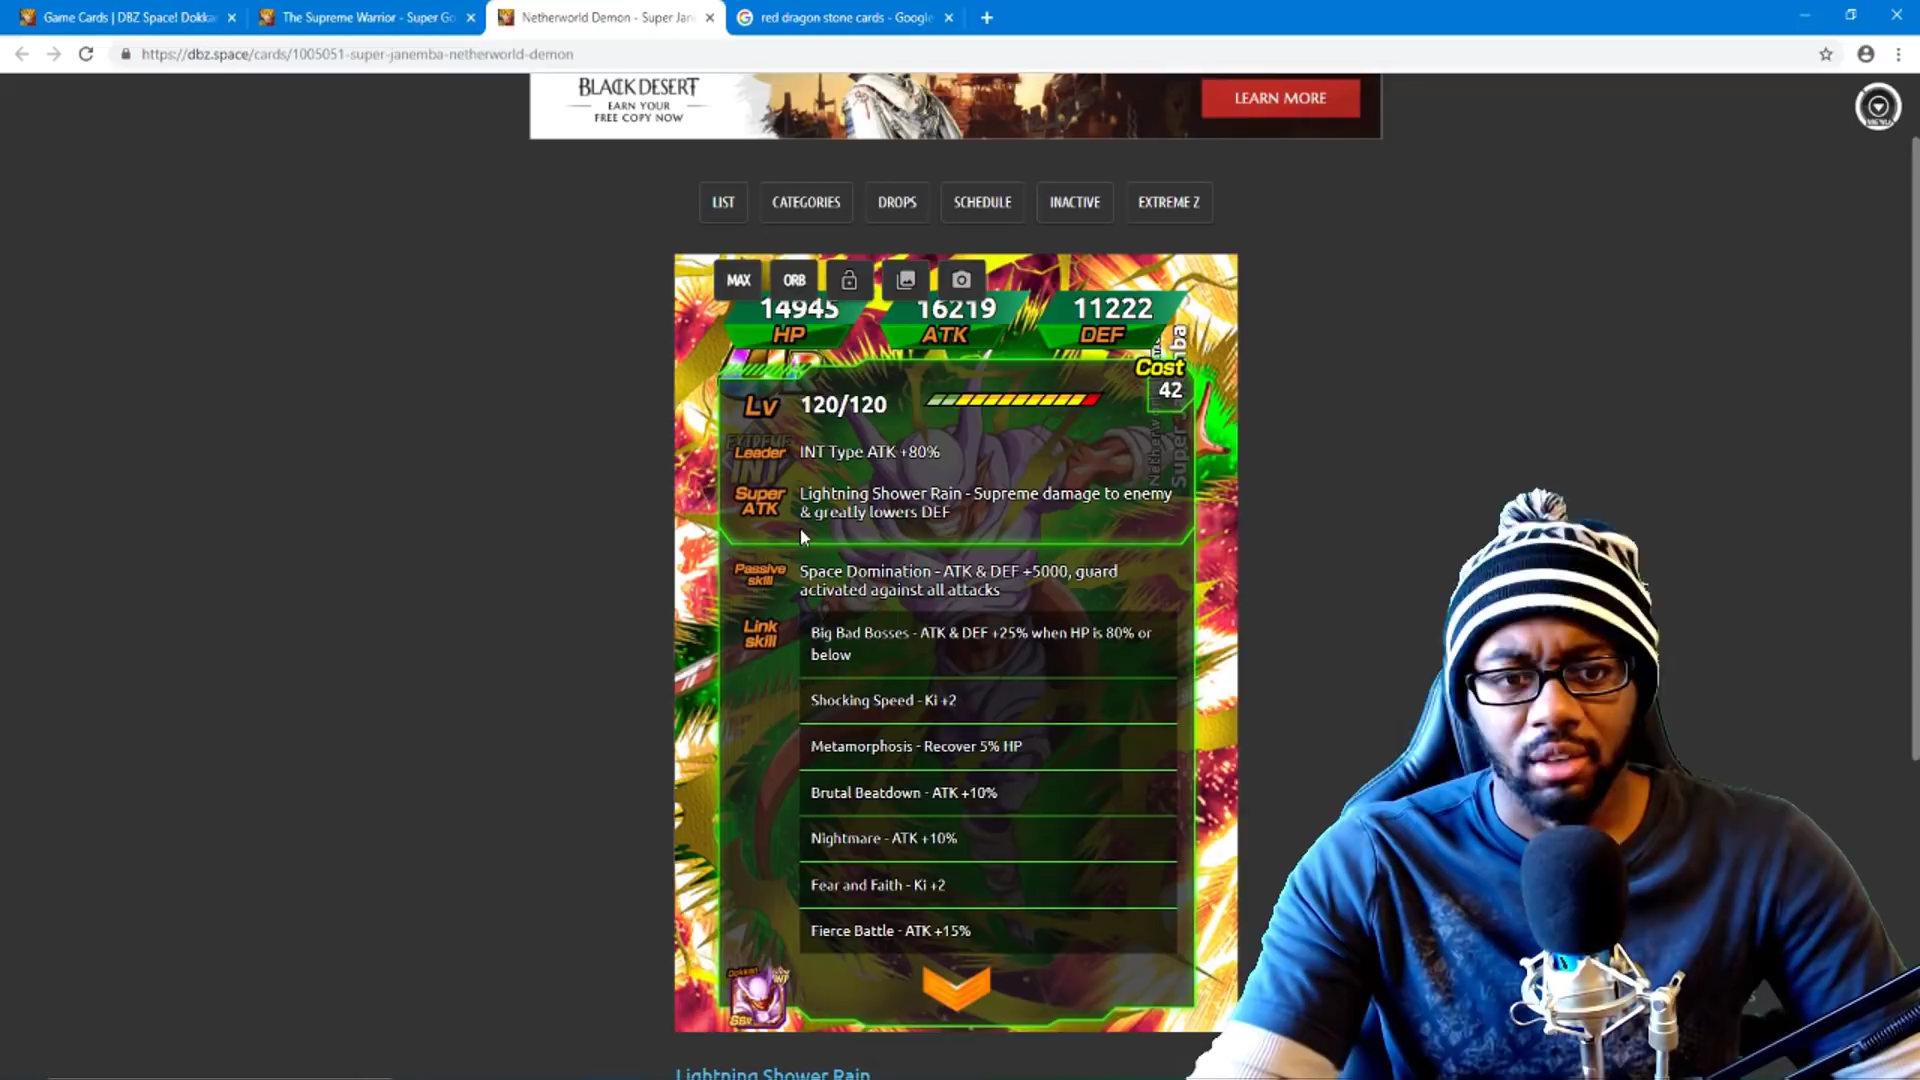 Game Cards | DBZ Space! Dokka
The Supreme Warrior - Super Go
Netherworld Demon - Super Jan
red dragon stone cards - Google
https://dbz.space/cards/1005051-super-janemba-netherworld-demon
BLACK DESERT
EARN YOUR
FREE COPY NOW
LEARN MORE
LIST
CATEGORIES
DROPS
SCHEDULE
INACTIVE
EXTREME Z
MAX
ORB
14945
16219
11222
HP
ATK
DEF
Cost
42
Lv
120/120
EXTREME
INT
Leader
INT Type ATK +80%
Super
ATK
Lightning Shower Rain - Supreme damage to enemy
& greatly lowers DEF
Passive
skill
Space Domination - ATK & DEF +5000, guard
activated against all attacks
Link
skill
Big Bad Bosses - ATK & DEF +25% when HP is 80% or
below
Shocking Speed - Ki +2
Metamorphosis - Recover 5% HP
Brutal Beatdown - ATK +10%
Nightmare - ATK +10%
Fear and Faith - Ki +2
Fierce Battle - ATK +15%
Dokkan
INT
SSR
Lightning Shower Rain